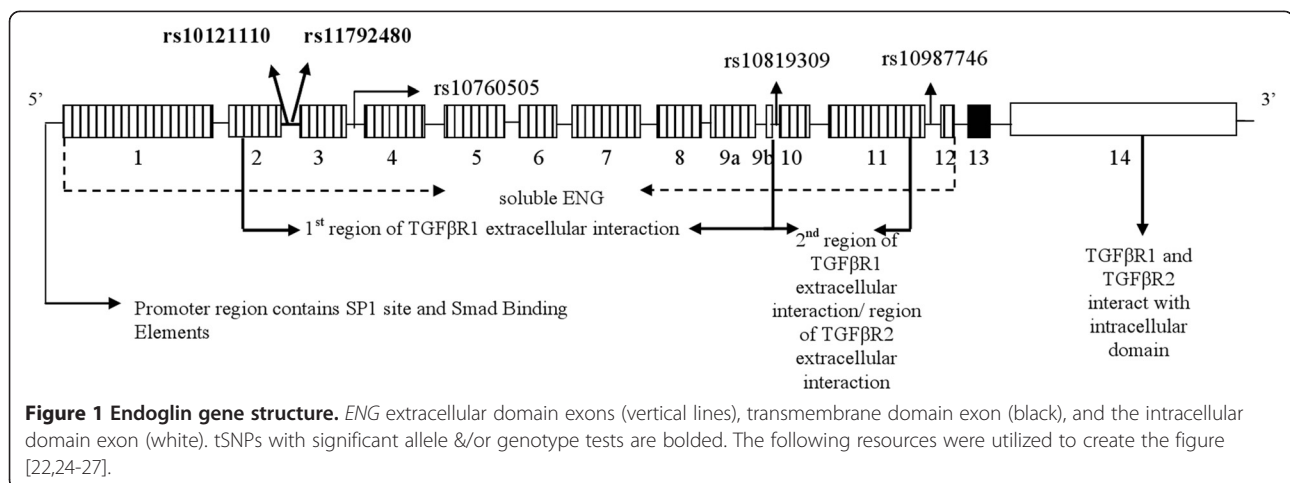 rs10121110 rs11792480
rs10819309 rs10987746
rs10760505
5’ 3’
1 2 3 4 5 6 7 8 9a 9b 10 11 12 13 14
soluble ENG
1st region of TGFβR1 extracellular interaction
2nd region of
TGFβR1
extracellular
interaction/ region
of TGFβR2
extracellular
interaction
TGFβR1 and
TGFβR2
interact with
intracellular
domain
Promoter region contains SP1 site and Smad Binding
Elements
Figure 1 Endoglin gene structure. ENG extracellular domain exons (vertical lines), transmembrane domain exon (black), and the intracellular
domain exon (white). tSNPs with significant allele &/or genotype tests are bolded. The following resources were utilized to create the figure
[22,24-27].